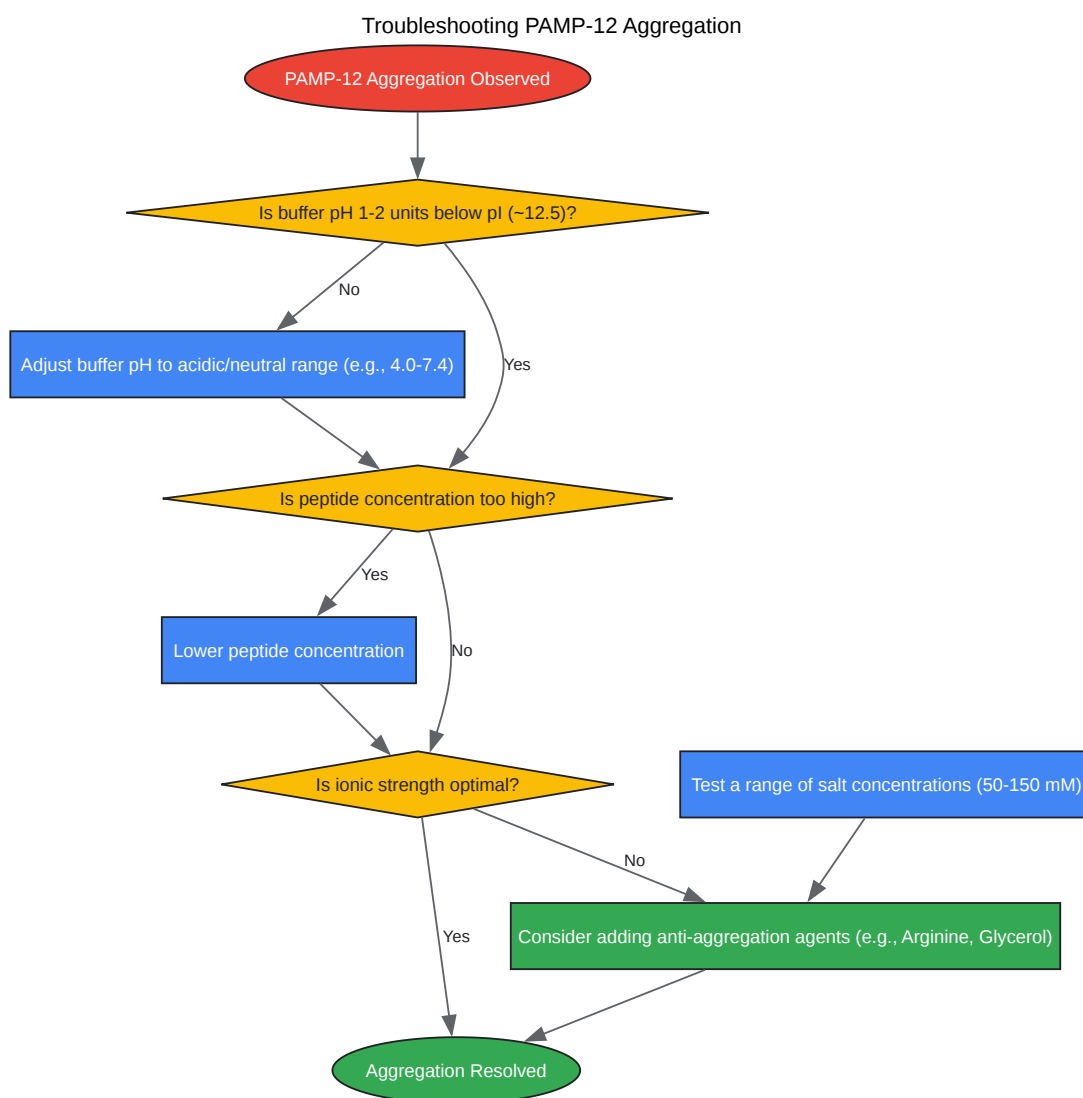 Troubleshooting PAMP-12 Aggregation
PAMP-12 Aggregation Observed
Is buffer pH 1-2 units below pI (~12.5)?
No
Adjust buffer pH to acidic/neutral range (e.g., 4.0-7.4)
Yes
Is peptide concentration too high?
Yes
Lower peptide concentration
No
Is ionic strength optimal?
Test a range of salt concentrations (50-150 mM)
No
Consider adding anti-aggregation agents (e.g., Arginine, Glycerol)
Yes
Aggregation Resolved